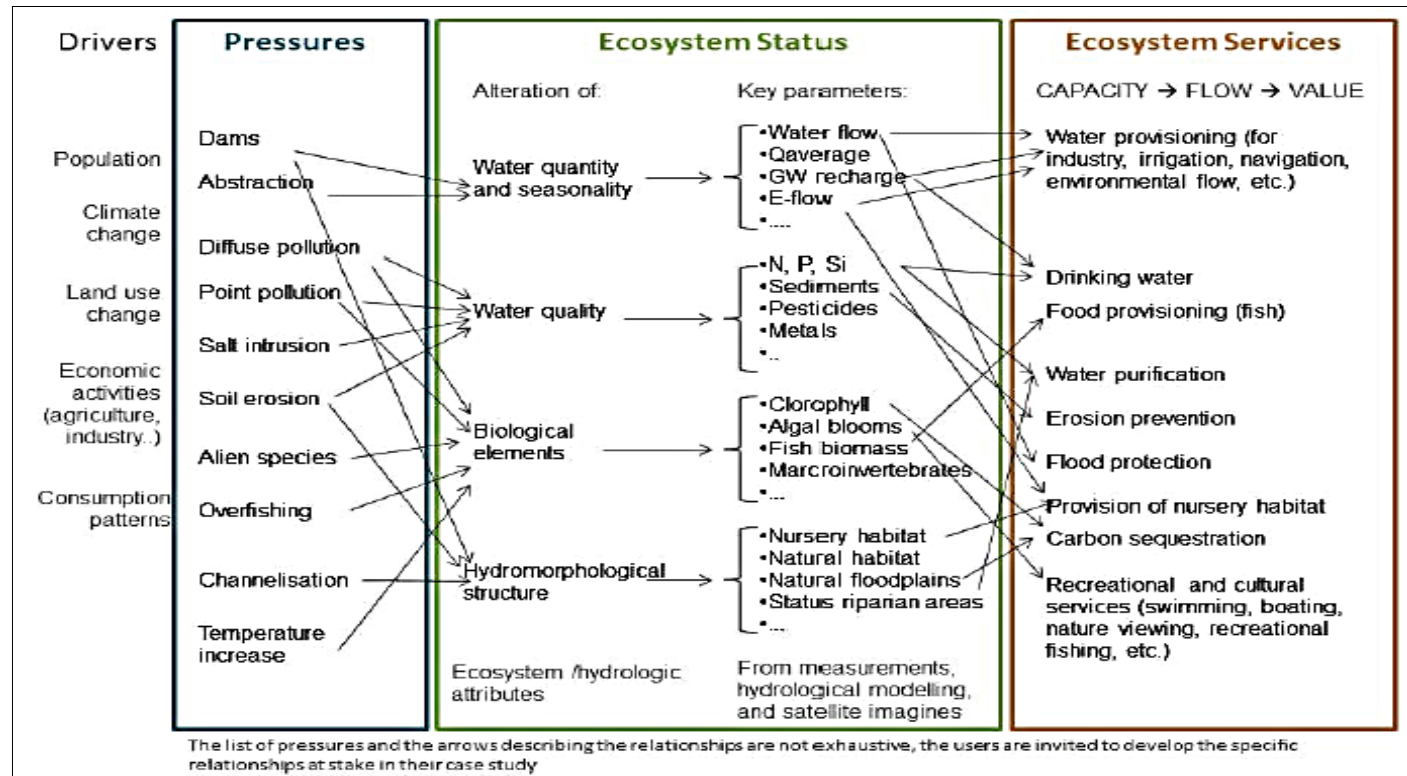 Drivers
Population
Climate
change
Land use
change
Economic
activities
(agriculture,
industry..)
Consumption
patterns
Pressures
Dams
Abstraction
Diffuse pollution
Point pollution
Salt intrusion
Soil erosion
Alien species
Overfishing
Channelisation
Temperature
increase
Ecosystem Status
Alteration of:
Water quantity
and seasonality
Water quality
Biological
elements
Hydromorphological
structure
Ecosystem /hydrologic
attributes
Key parameters:
•Water flow
•Qaverage
•GW recharge
•E-flow
•....
•N, P, Si
•Sediments
•Pesticides
•Metals
•..
•Clorophyll
•Algal blooms
•Fish biomass
•Marcroinvertebrates
•...
•Nursery habitat
•Natural habitat
•Natural floodplains
•Status riparian areas
•...
From measurements,
hydrological modelling,
and satellite imagines
Ecosystem Services
CAPACITY → FLOW → VALUE
Water provisioning (for
industry, irrigation, navigation,
environmental flow, etc.)
Drinking water
Food provisioning (fish)
Water purification
Erosion prevention
Flood protection
Provision of nursery habitat
Carbon sequestration
Recreational and cultural
services (swimming, boating,
nature viewing, recreational
fishing, etc.)
The list of pressures and the arrows describing the relationships are not exhaustive, the users are invited to develop the specific
relationships at stake in their case study